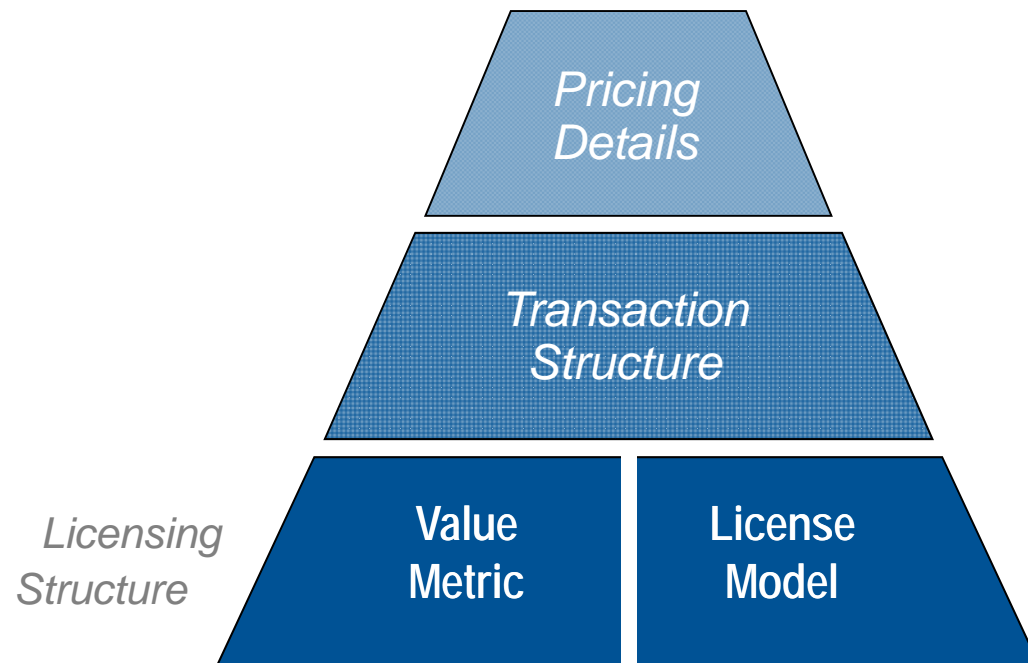 Pricing
Details
Transaction
Structure
Licensing
Structure
Value
Metric
License
Model